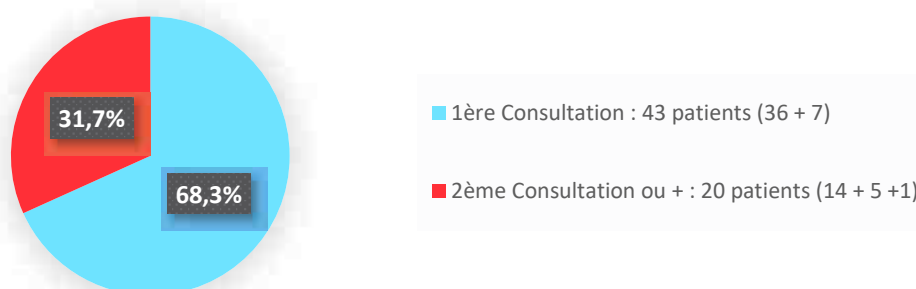 31,7%
68,3%
1ère Consultation : 43 patients (36 + 7)
2ème Consultation ou + : 20 patients (14 + 5 +1)